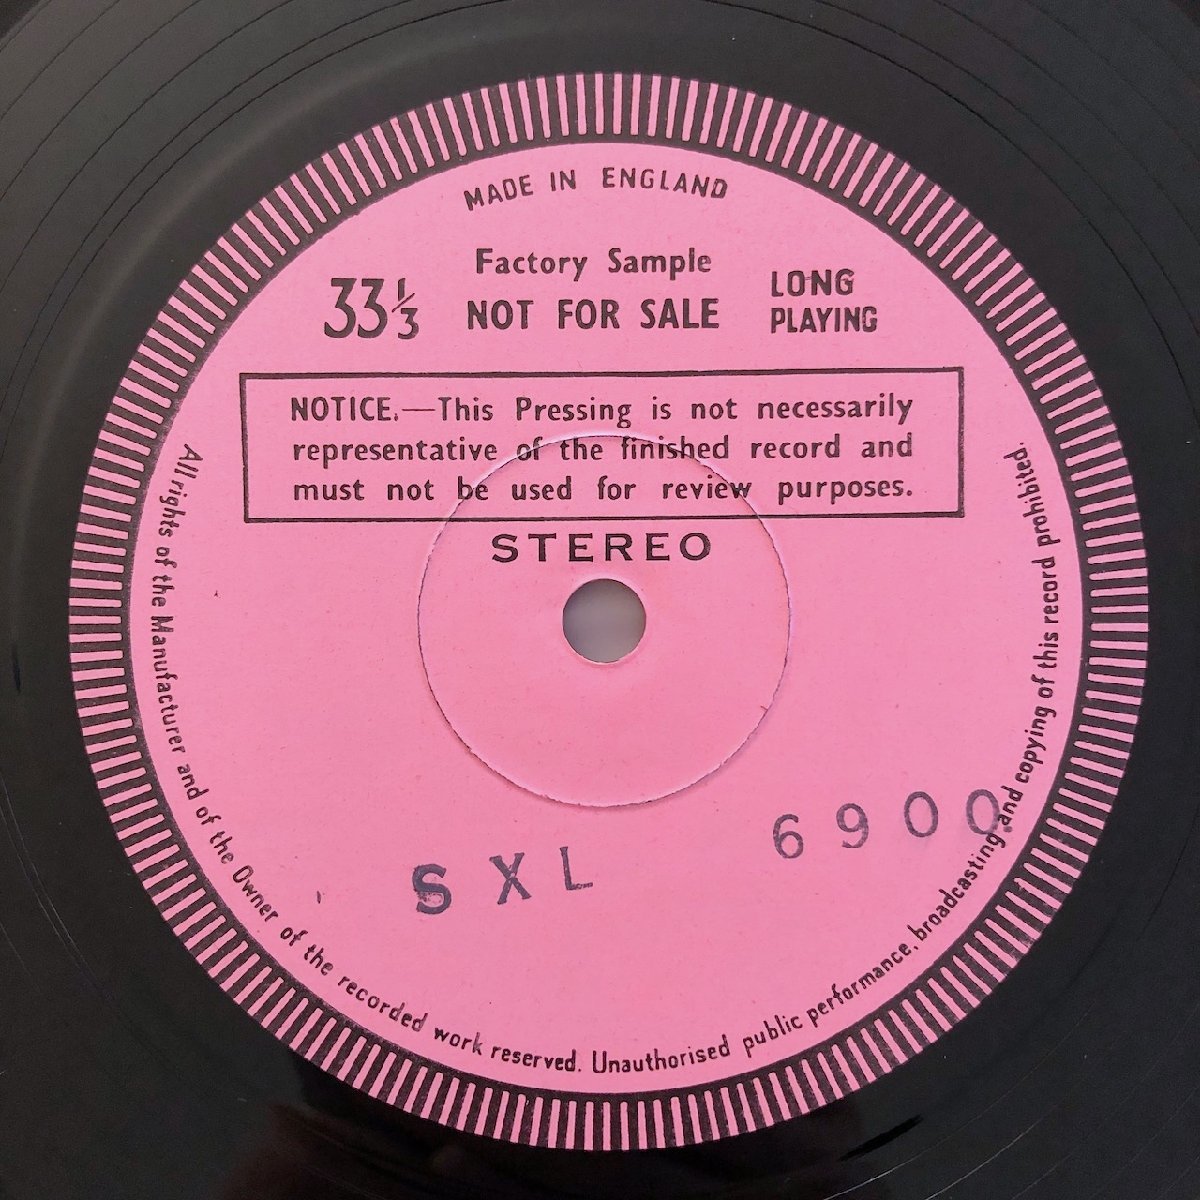 MADE IN ENGLAND
Factory Sample
NOT FOR SALE
33 1/3
LONG
PLAYING
NOTICE.—This Pressing is not necessarily
representative of the finished record and
must not be used for review purposes.
STEREO
SXL 6900
All rights of the Manufacturer and of the Owner of the recorded work reserved. Unauthorised public performance, broadcasting and copying of this record prohibited.